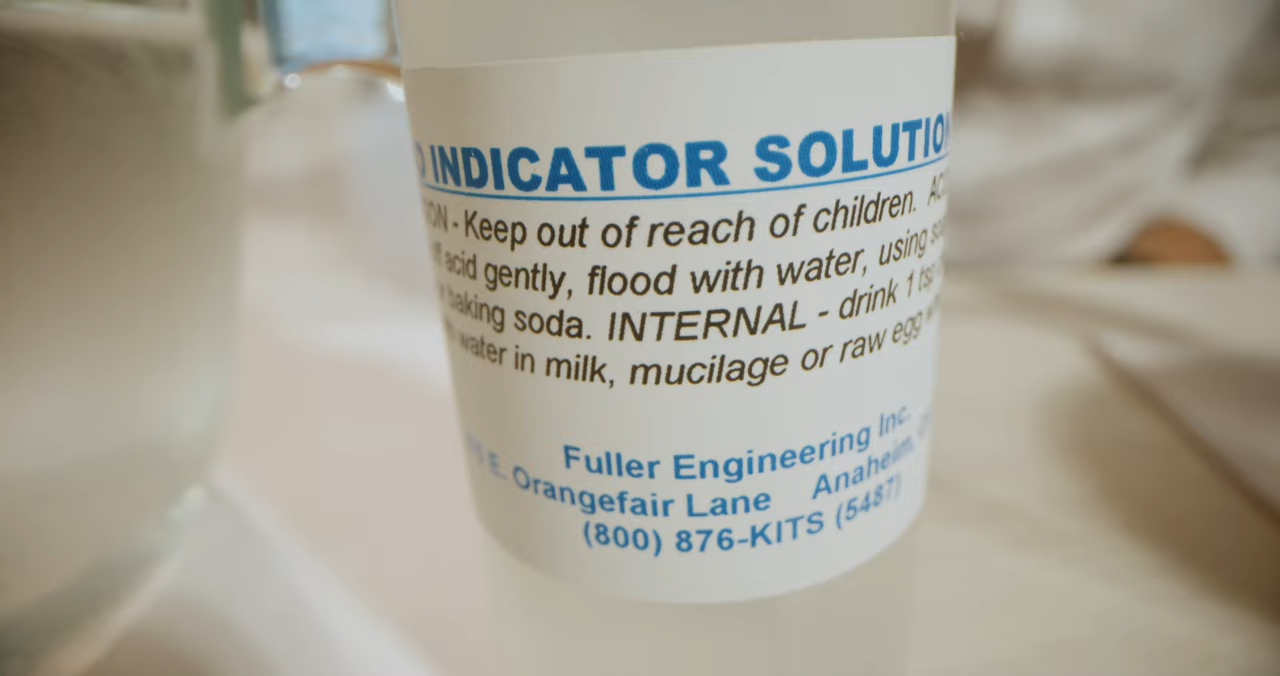 INDICATOR SOLUTIO
- Keep out of reach of children.
acid gently, flood with water, using
baking soda. INTERNAL - drink 1 tsp
water in milk, mucilage or raw egg
Fuller Engineering Inc.
E. Orangefair Lane Anaheim,
(800) 876-KITS (5487)